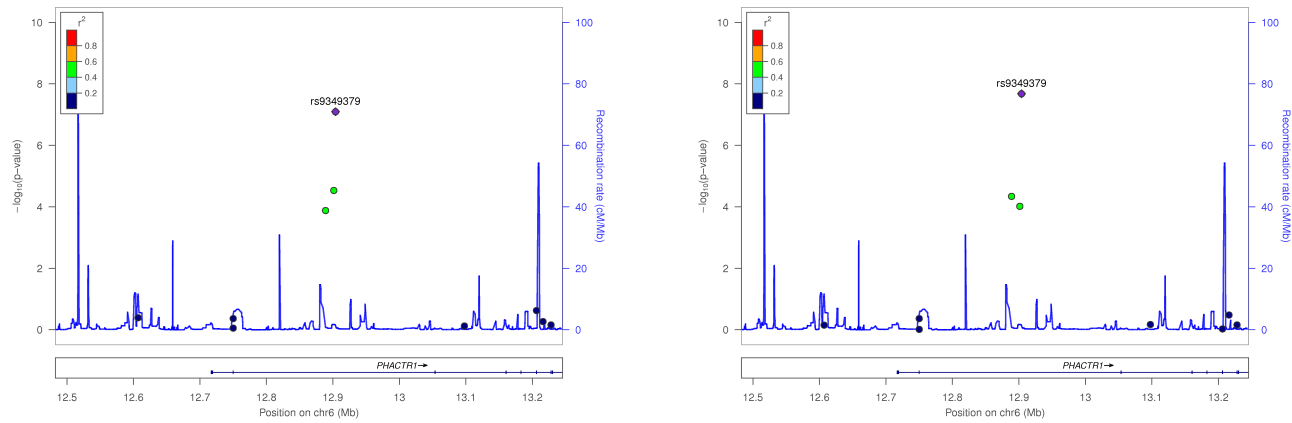 10
8
6
4
2
0
− log10(p−value)
r2
0.8
0.6
0.4
0.2
rs9349379
100
80
60
40
20
0
Recombination rate (cM/Mb)
PHACTR1→
12.5 12.6 12.7 12.8 12.9 13 13.1 13.2
Position on chr6 (Mb)
10
8
6
4
2
0
− log10(p−value)
r2
0.8
0.6
0.4
0.2
rs9349379
100
80
60
40
20
0
Recombination rate (cM/Mb)
PHACTR1→
12.5 12.6 12.7 12.8 12.9 13 13.1 13.2
Position on chr6 (Mb)